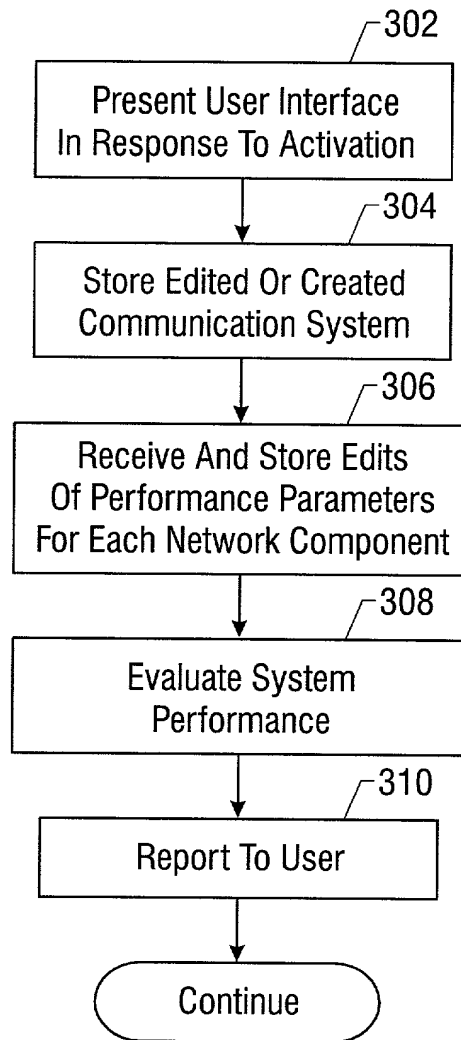 302
Present User Interface
In Response To Activation
304
Store Edited Or Created
Communication System
306
Receive And Store Edits
Of Performance Parameters
For Each Network Component
308
Evaluate System
Performance
310
Report To User
Continue